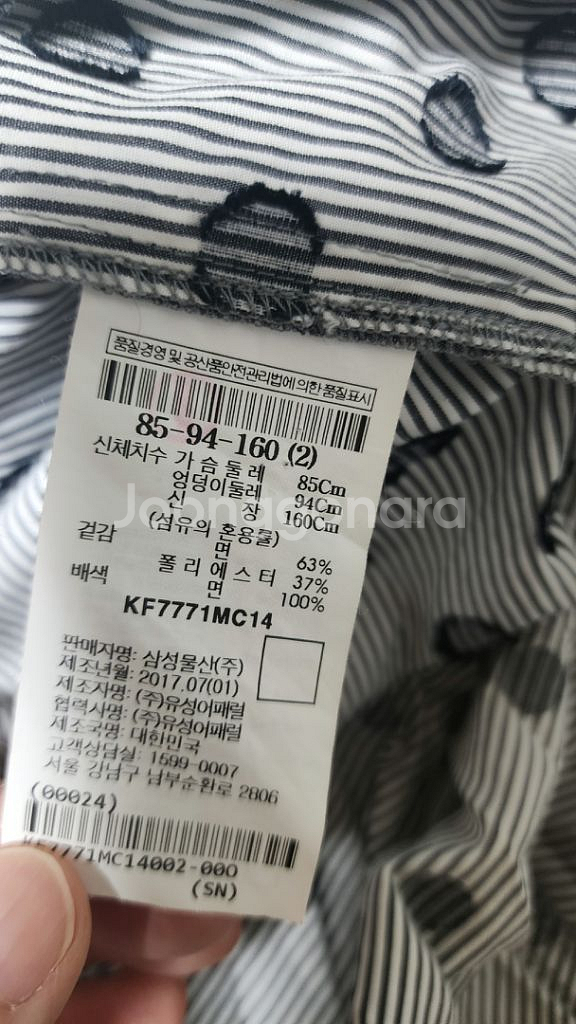 품질경영 및 공산품안전관리법에 의한 품질표시
85-94-160 (2)
신체치수 가 슴 둘 레 85Cm
엉덩이둘레 94Cm
신 장 160Cm
(섬유의 혼용률)
겉감 면 63%
폴 리 에 스 터 37%
배색 면 100%
KF7771MC14
판매자명: 삼성물산(주)
제조년월: 2017.07(01)
제조자명: (주)유성어패럴
협력사명: (주)유성어패럴
제조국명: 대한민국
고객상담실: 1599-0007
서울 강남구 남부순환로 2806
(00024)
KF7771MC14002-000
(SN)
Joonggonara